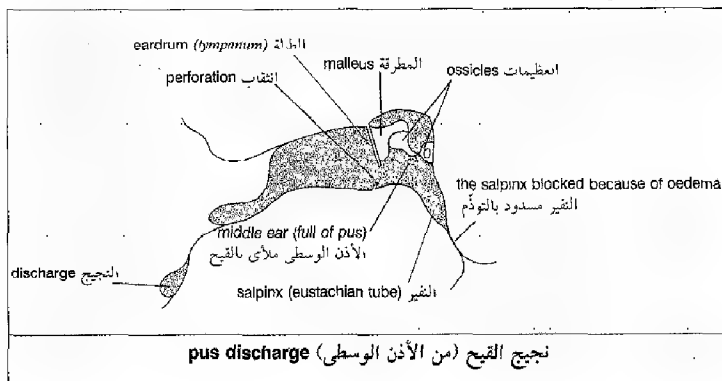 eardrum (tympanum) الطبلة
malleus المطرقة
ossicles العظيمات
perforation انثقاب
the salpinx blocked because of oedema
النفير مسدود بالتوذّم
middle ear (full of pus)
الأذن الوسطى ملأى بالقيح
discharge النجيج
salpinx (eustachian tube) النفير
pus discharge نجيج القيح (من الأذن الوسطى)